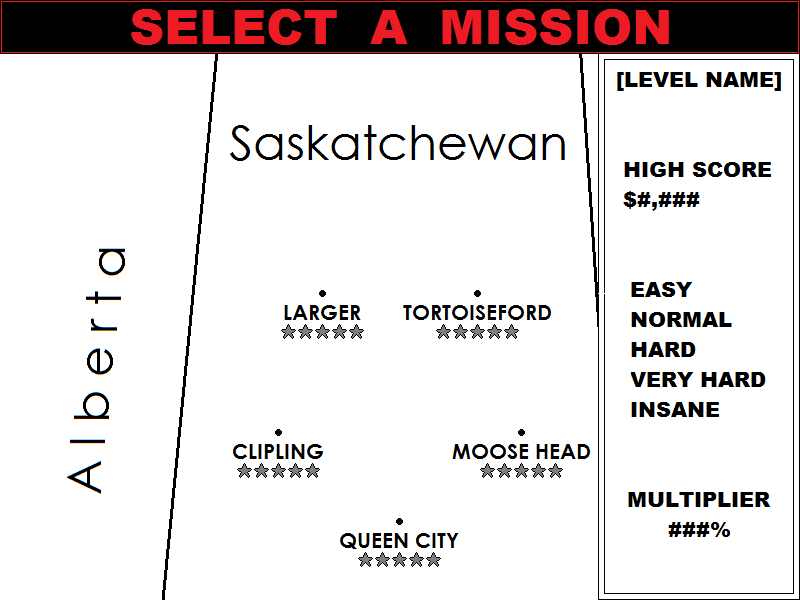 SELECT A MISSION
Saskatchewan
Alberta
LARGER
TORTOISEFORD
CLIPLING
MOOSE HEAD
QUEEN CITY
[LEVEL NAME]
HIGH SCORE
$#,###
EASY
NORMAL
HARD
VERY HARD
INSANE
MULTIPLIER
###%